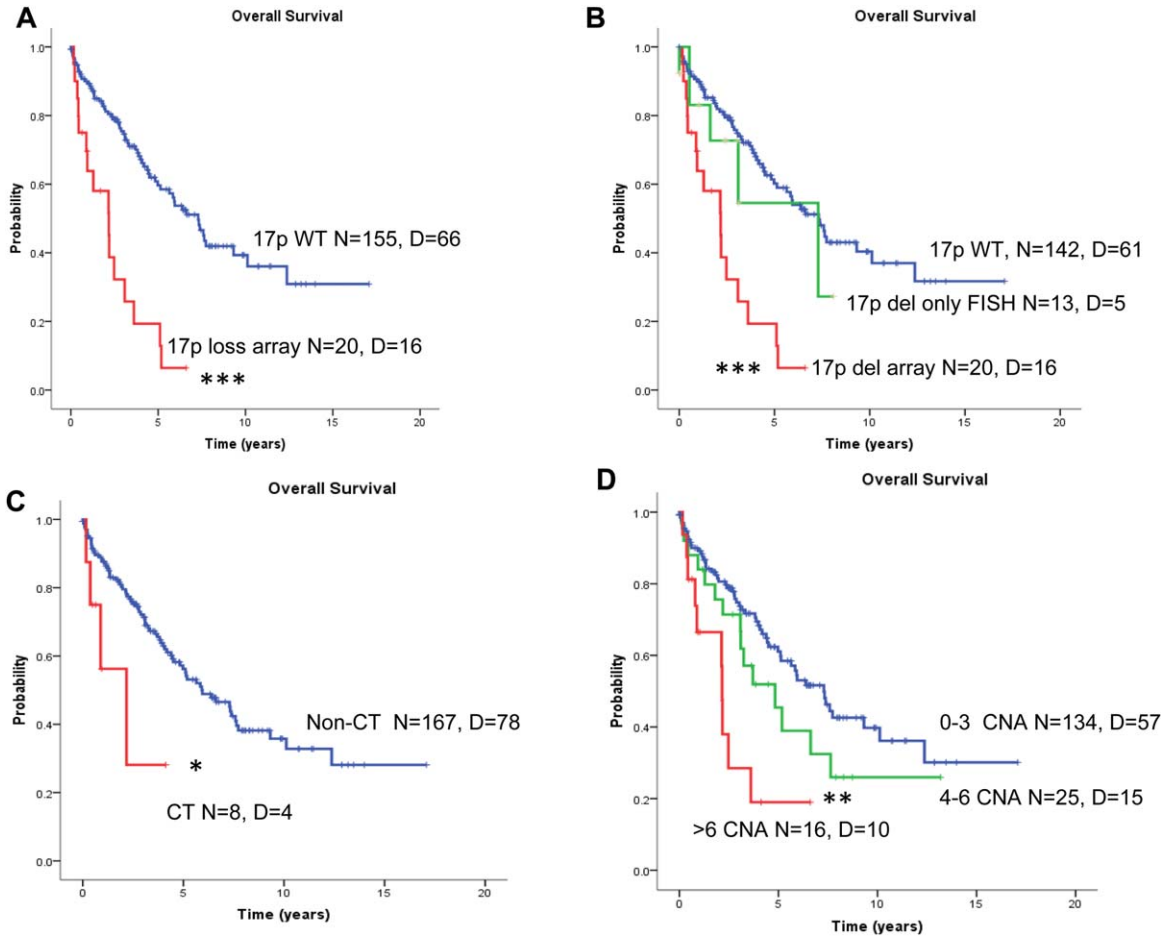 A
Overall Survival
Probability
1.0
0.8
0.6
0.4
0.2
0.0
17p WT N=155, D=66
17p loss array N=20, D=16
***
0 5 10 15 20
Time (years)
B
Overall Survival
Probability
1.0
0.8
0.6
0.4
0.2
0.0
17p WT, N=142, D=61
17p del only FISH N=13, D=5
*** 17p del array N=20, D=16
0 5 10 15 20
Time (years)
C
Overall Survival
Probability
1.0
0.8
0.6
0.4
0.2
0.0
Non-CT N=167, D=78
*
CT N=8, D=4
0 5 10 15 20
Time (years)
D
Overall Survival
Probability
1.0
0.8
0.6
0.4
0.2
0.0
0-3 CNA N=134, D=57
** 4-6 CNA N=25, D=15
>6 CNA N=16, D=10
0 5 10 15 20
Time (years)